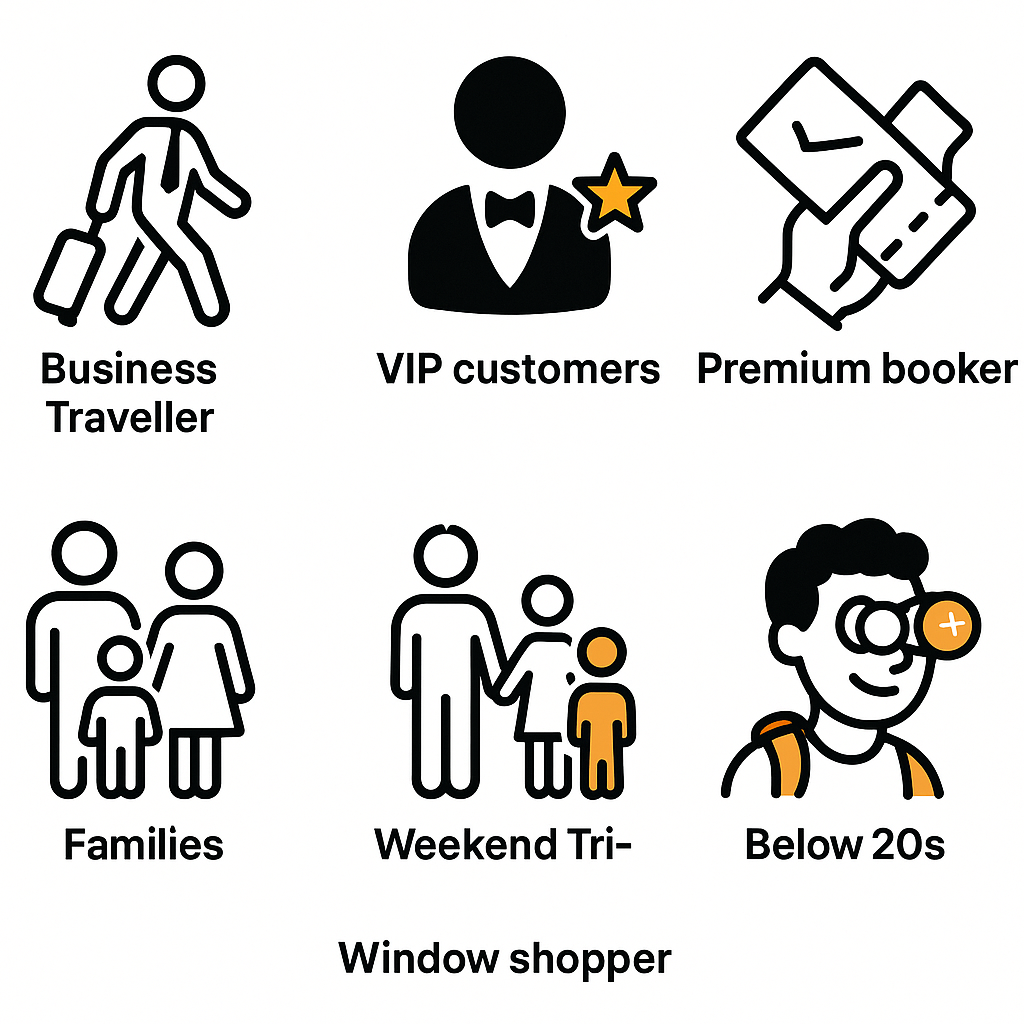 Business
Traveller
VIP customers
Premium booker
Families
Weekend Tri-
Below 20s
Window shopper